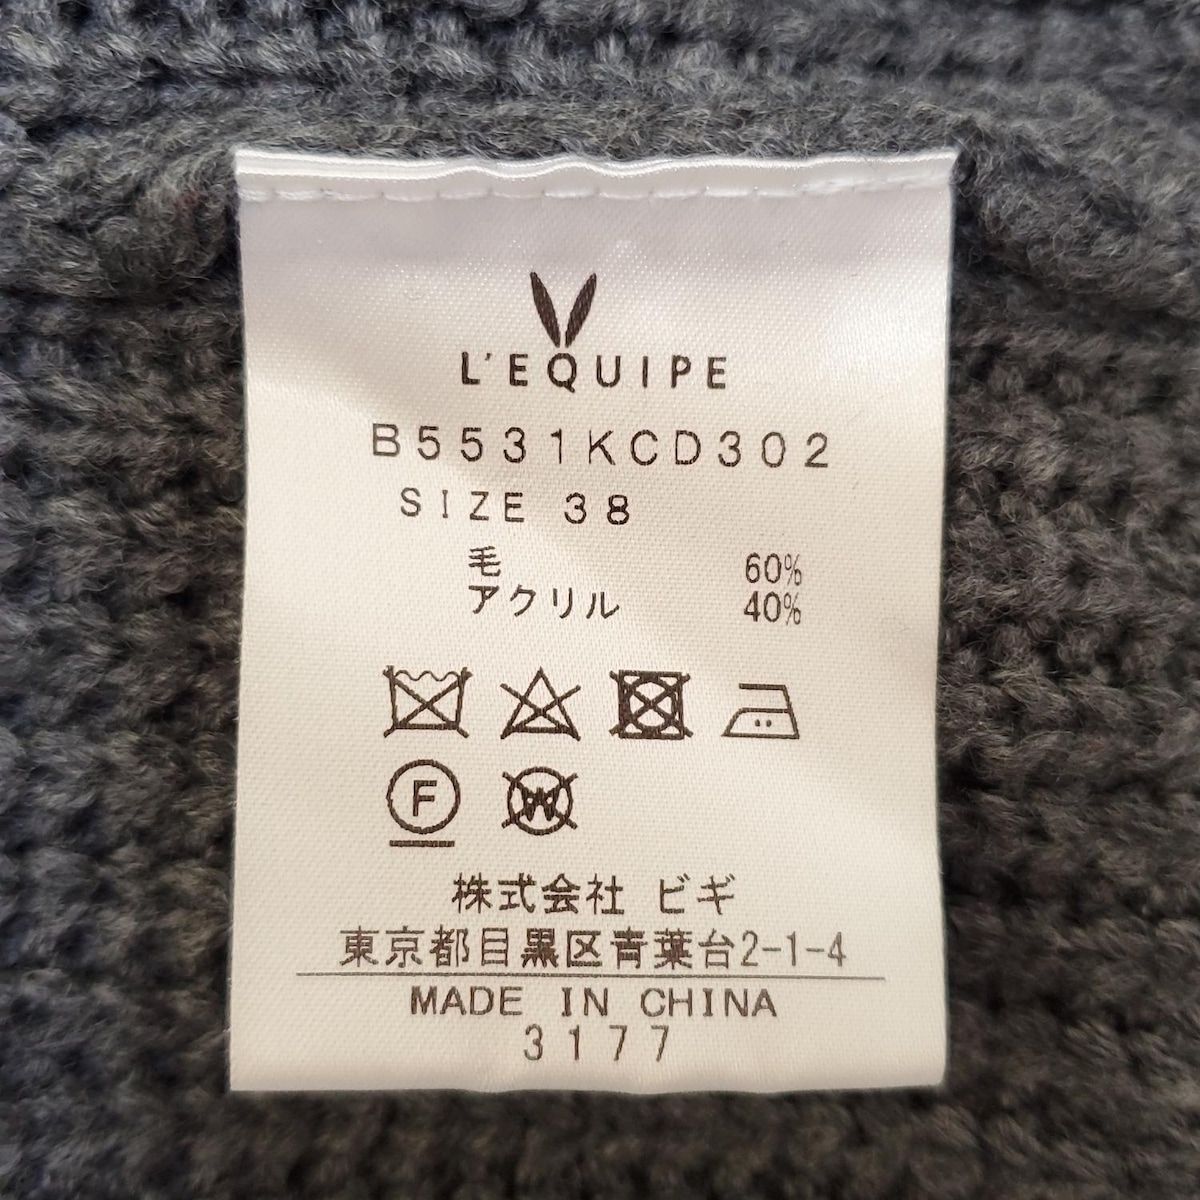 L'EQUIPE
B5531KCD302
SIZE 38
毛 60%
アクリル 40%
F W
株式会社 ビギ
東京都目黒区青葉台2-1-4
MADE IN CHINA
3177